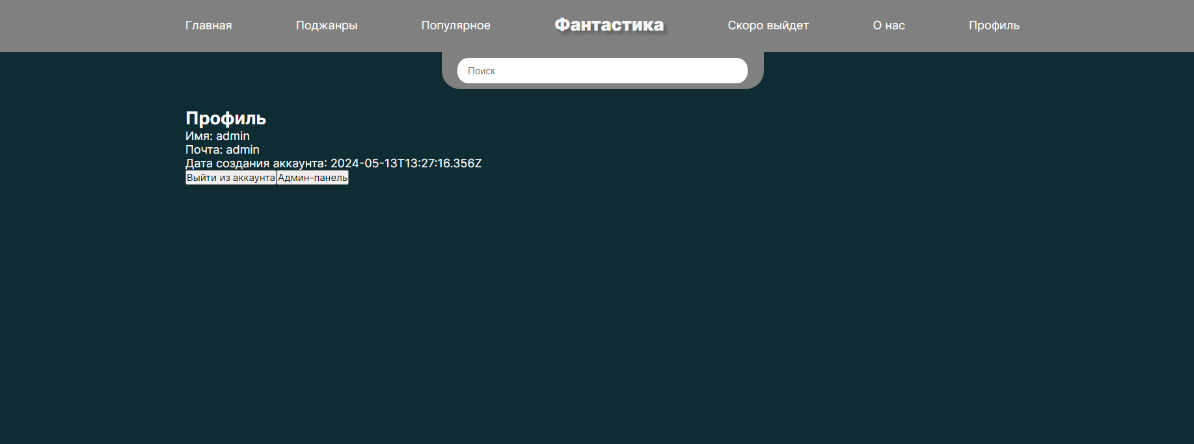 Главная Поджанры Популярное Фантастика Скоро выйдет О нас Профиль
Поиск
Профиль
Имя: admin
Почта: admin
Дата создания аккаунта: 2024-05-13T13:27:16.356Z
Выйти из аккаунта Админ-панель